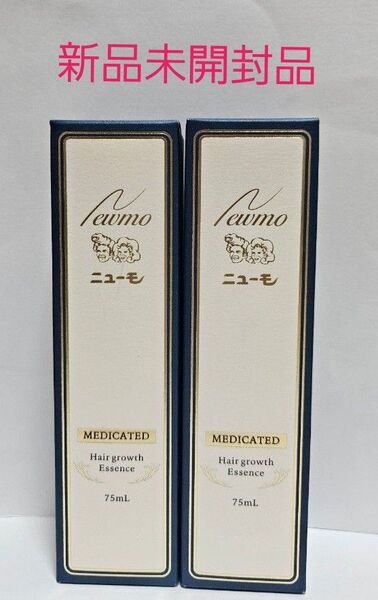 新品未開封品
Newmo
ニューモ
MEDICATED
Hair growth
Essence
75mL
Newmo
ニューモ
MEDICATED
Hair growth
Essence
75mL